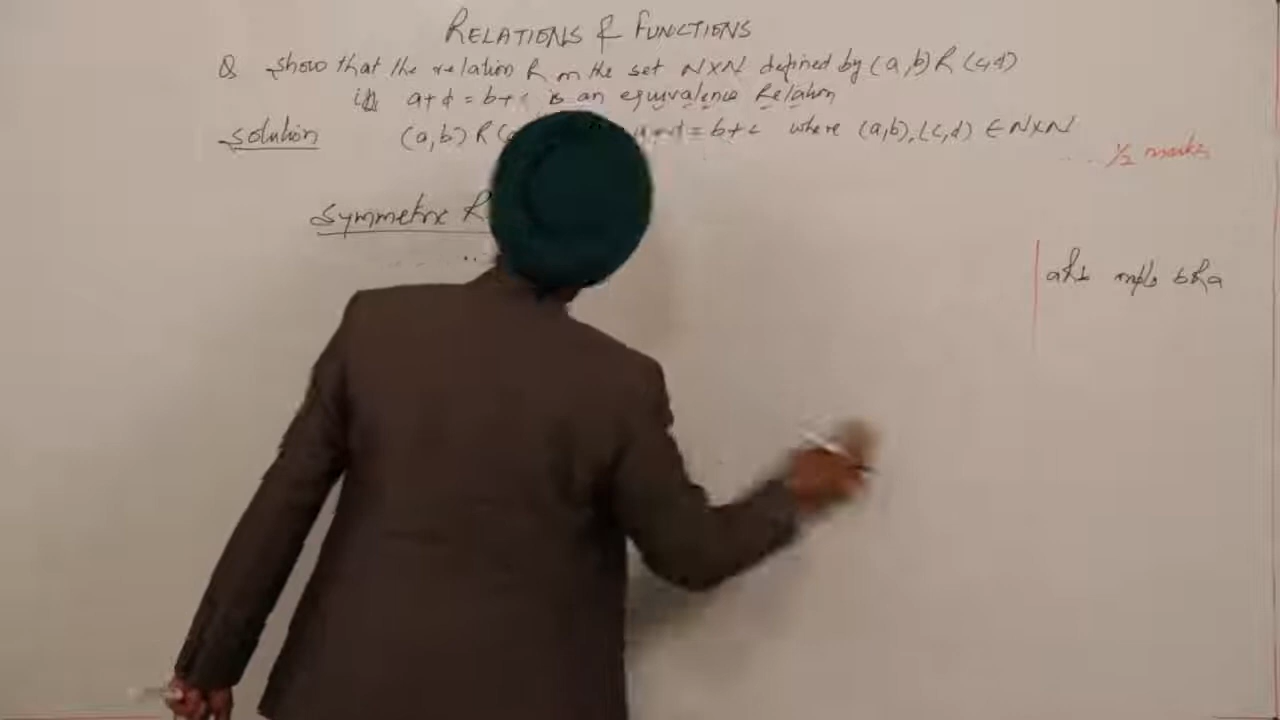 RELATIONS & FUNCTIONS
Q Show that the relation R on the set N×N defined by (a,b) R (c,d)
iff a+d = b+c is an equivalence Relation
Solution (a,b) R ( = b+c where (a,b), (c,d) ∈ N×N
1/2 marks
Symmetric R
aRb bRa